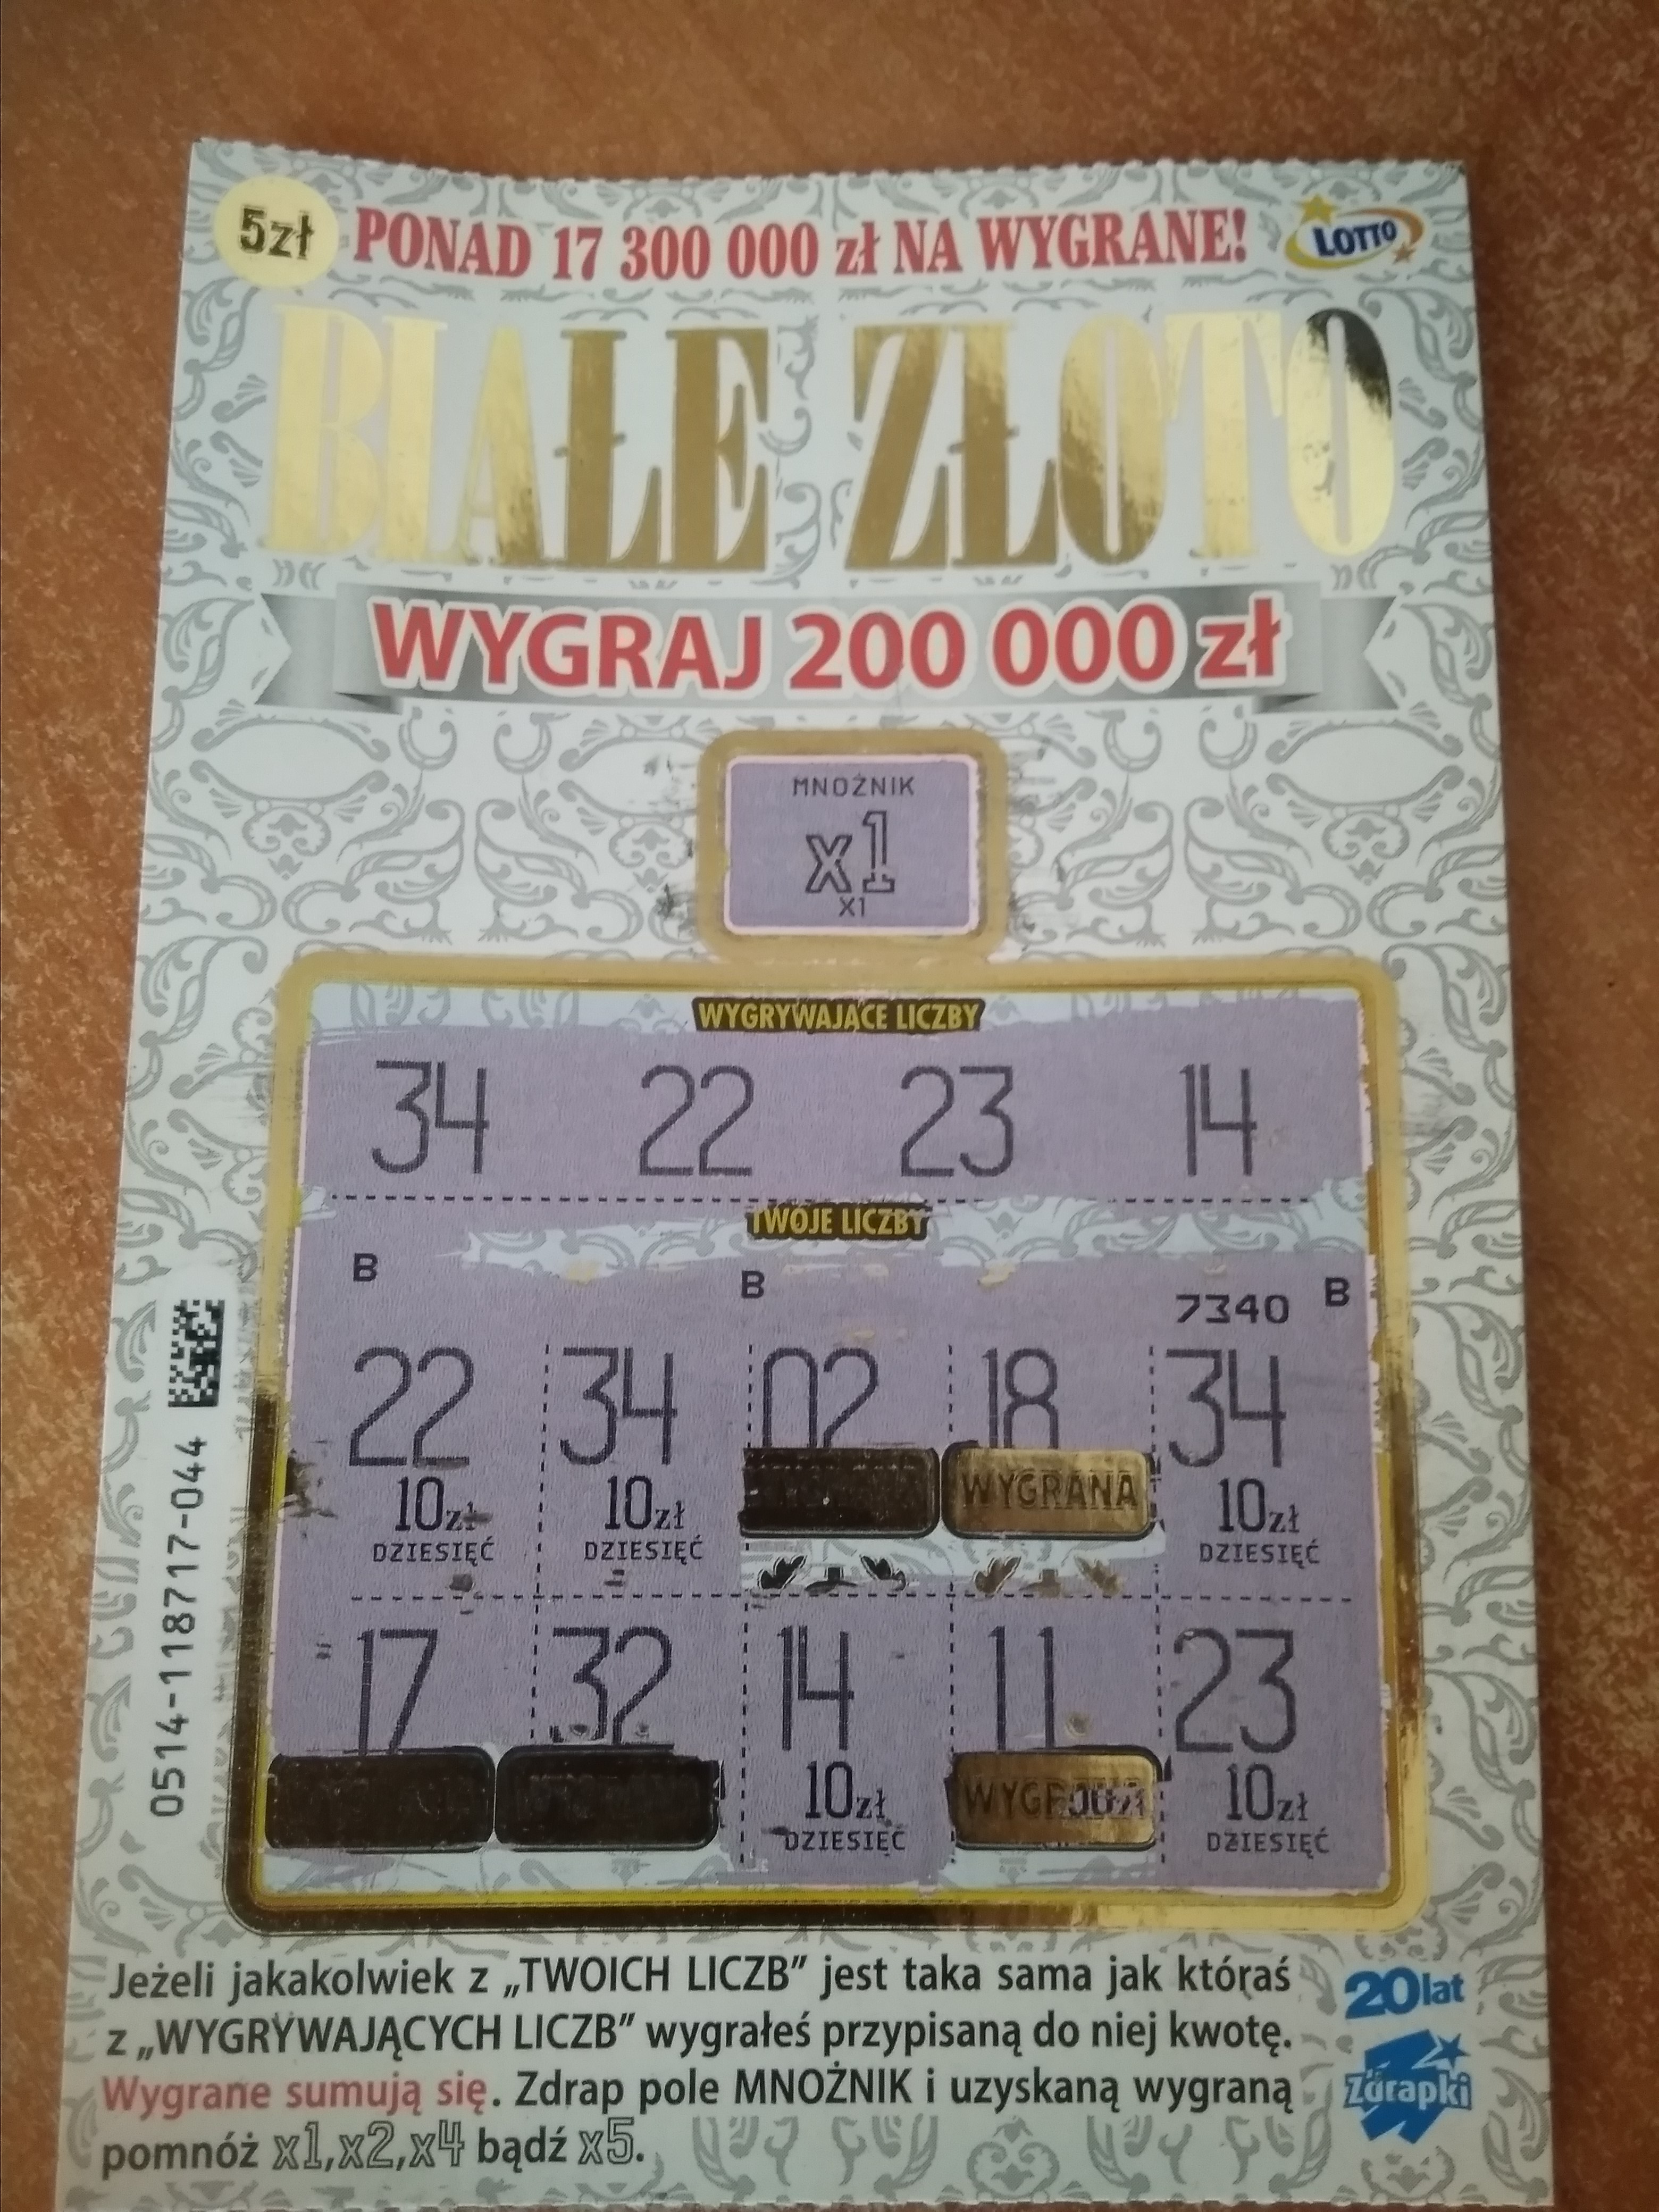 5zł PONAD 17 300 000 zł NA WYGRANE! LOTTO
BIAŁE ZŁOTO
WYGRAJ 200 000 zł
MNOŻNIK
x1
X1
WYGRYWAJĄCE LICZBY
34 22 23 14
TWOJE LICZBY
B B 7340 B
22 34 02 18 34
10zł 10zł WYGRANA 10zł
DZIESIĘĆ DZIESIĘĆ DZIESIĘĆ
17 32 14 11 23
10zł 10zł
DZIESIĘĆ DZIESIĘĆ
0514-118717-044
Jeżeli jakakolwiek z „TWOICH LICZB” jest taka sama jak któraś
z „WYGRYWAJĄCYCH LICZB” wygrałeś przypisaną do niej kwotę.
Wygrane sumują się. Zdrap pole MNOŻNIK i uzyskaną wygraną
pomnóż x1,x2,x4 bądź x5.
20 lat
Zdrapki